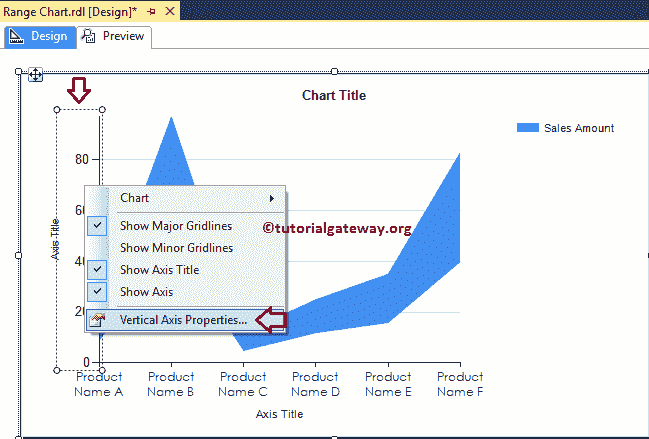 Range Chart.rdl [Design]*
Design
Preview
Chart Title
Sales Amount
80
60
40
20
0
Axis Title
Chart
Show Major Gridlines
Show Minor Gridlines
Show Axis Title
Show Axis
Vertical Axis Properties...
©tutorialgateway.org
Product
Name A
Product
Name B
Product
Name C
Product
Name D
Product
Name E
Product
Name F
Axis Title